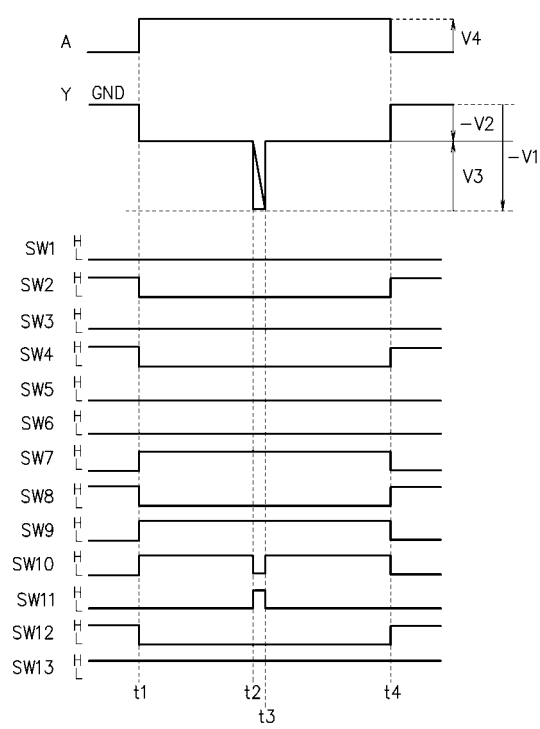 A
V4
Y GND
−V2
−V1
V3
SW1 H L
SW2 H L
SW3 H L
SW4 H L
SW5 H L
SW6 H L
SW7 H L
SW8 H L
SW9 H L
SW10 H L
SW11 H L
SW12 H L
SW13 H L
t1 t2 t4
t3